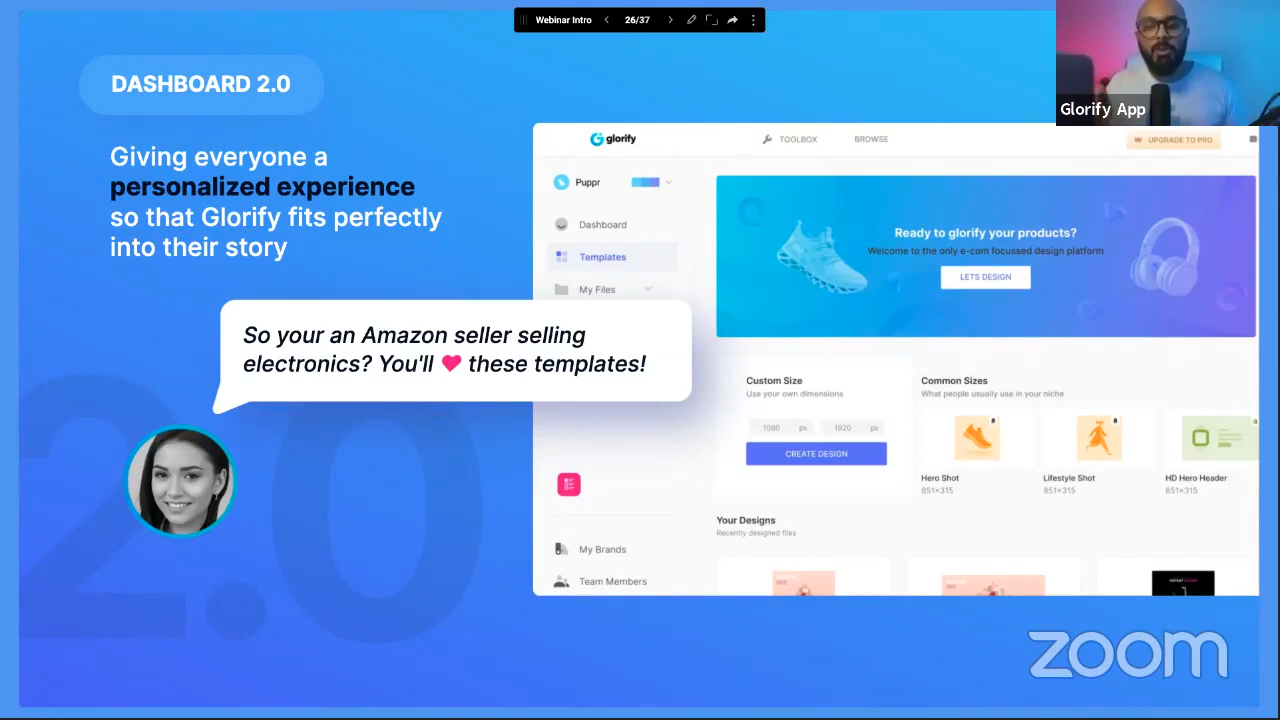 Webinar Intro
26/37
DASHBOARD 2.0
Giving everyone a
personalized experience
so that Glorify fits perfectly
into their story
Glorify App
glorify
TOOLBOX
BROWSE
UPGRADE TO PRO
Puppr
Dashboard
Templates
My Files
Ready to glorify your products?
Welcome to the only e-com focussed design platform
LETS DESIGN
So your an Amazon seller selling
electronics? You'll ♥ these templates!
2.0
Custom Size
Use your own dimensions
1080 px
1920 px
CREATE DESIGN
Common Sizes
What people usually use in your niche
Hero Shot
851×315
Lifestyle Shot
851×315
HD Hero Header
851×315
Your Designs
Recently designed files
My Brands
Team Members
zoom